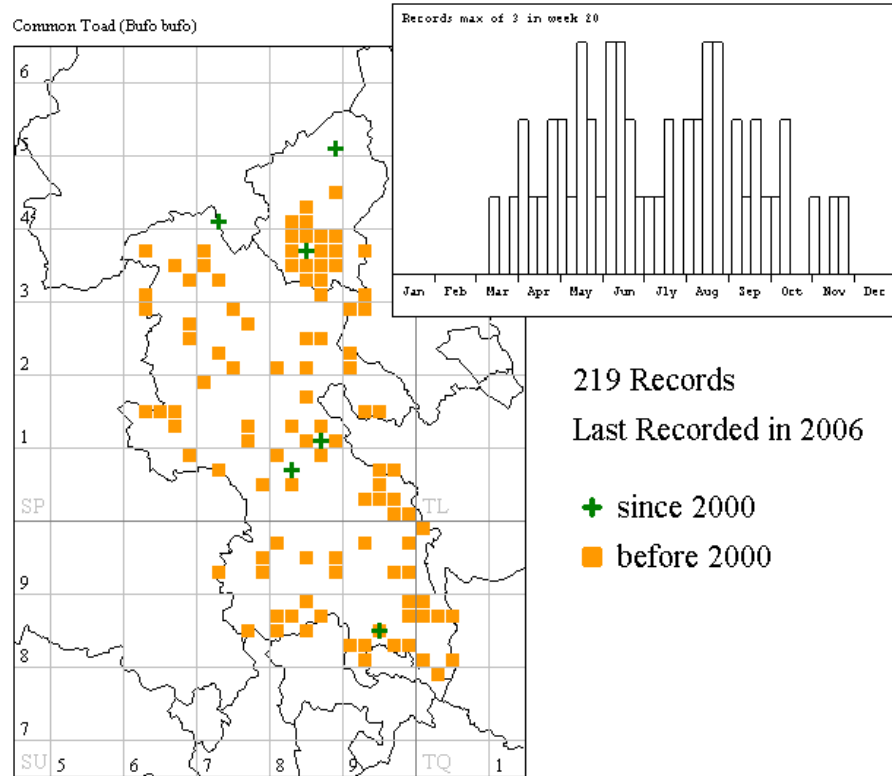 Common Toad (Bufo bufo)
Records max of 3 in week 20
Jan Feb Mar Apr May Jun Jly Aug Sep Oct Nov Dec
6
5
4
3
2
1
SP TL
9
8
7
SU 5 6 7 8 9 TQ 1
219 Records
Last Recorded in 2006
since 2000
before 2000